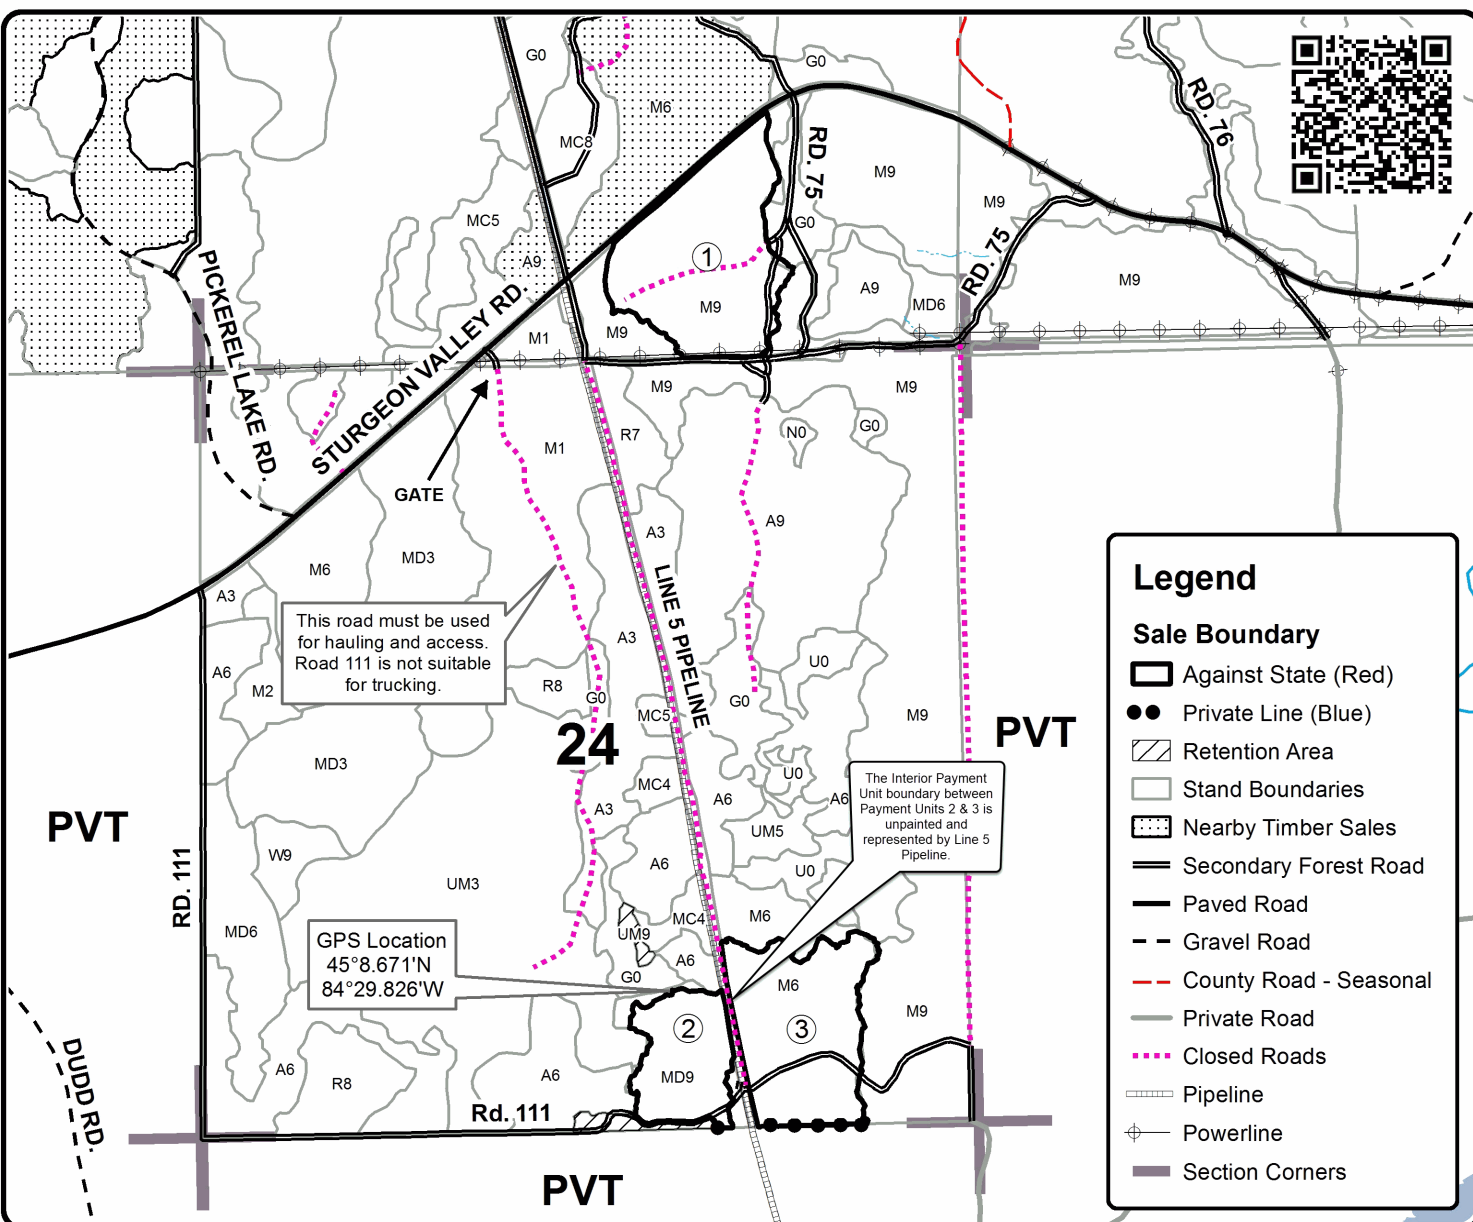 G0
G0
M6
MC8
RD. 75
RD. 76
M9
MC5
M9
G0
A9
1
RD. 75
M9
A9
MD6
PICKEREL LAKE RD.
STURGEON VALLEY RD.
M9
M1
M9
M9
M9
M1
R7
N0
G0
GATE
A3
A9
MD3
M6
LINE 5 PIPELINE
A3
This road must be used
for hauling and access.
Road 111 is not suitable
for trucking.
A3
U0
A6
M2
R8
G0
G0
MC5
M9
24
PVT
MD3
MC4
U0
The Interior Payment
Unit boundary between
Payment Units 2 & 3 is
unpainted and
represented by Line 5
Pipeline.
A3
A6
A6
PVT
UM5
W9
A6
U0
UM3
RD. 111
MC4
M6
MD6
UM9
GPS Location
45°8.671'N
84°29.826'W
A6
G0
M6
M9
2
3
DUDD RD.
A6
R8
A6
MD9
Rd. 111
PVT
Legend
Sale Boundary
Against State (Red)
Private Line (Blue)
Retention Area
Stand Boundaries
Nearby Timber Sales
Secondary Forest Road
Paved Road
Gravel Road
County Road - Seasonal
Private Road
Closed Roads
Pipeline
Powerline
Section Corners